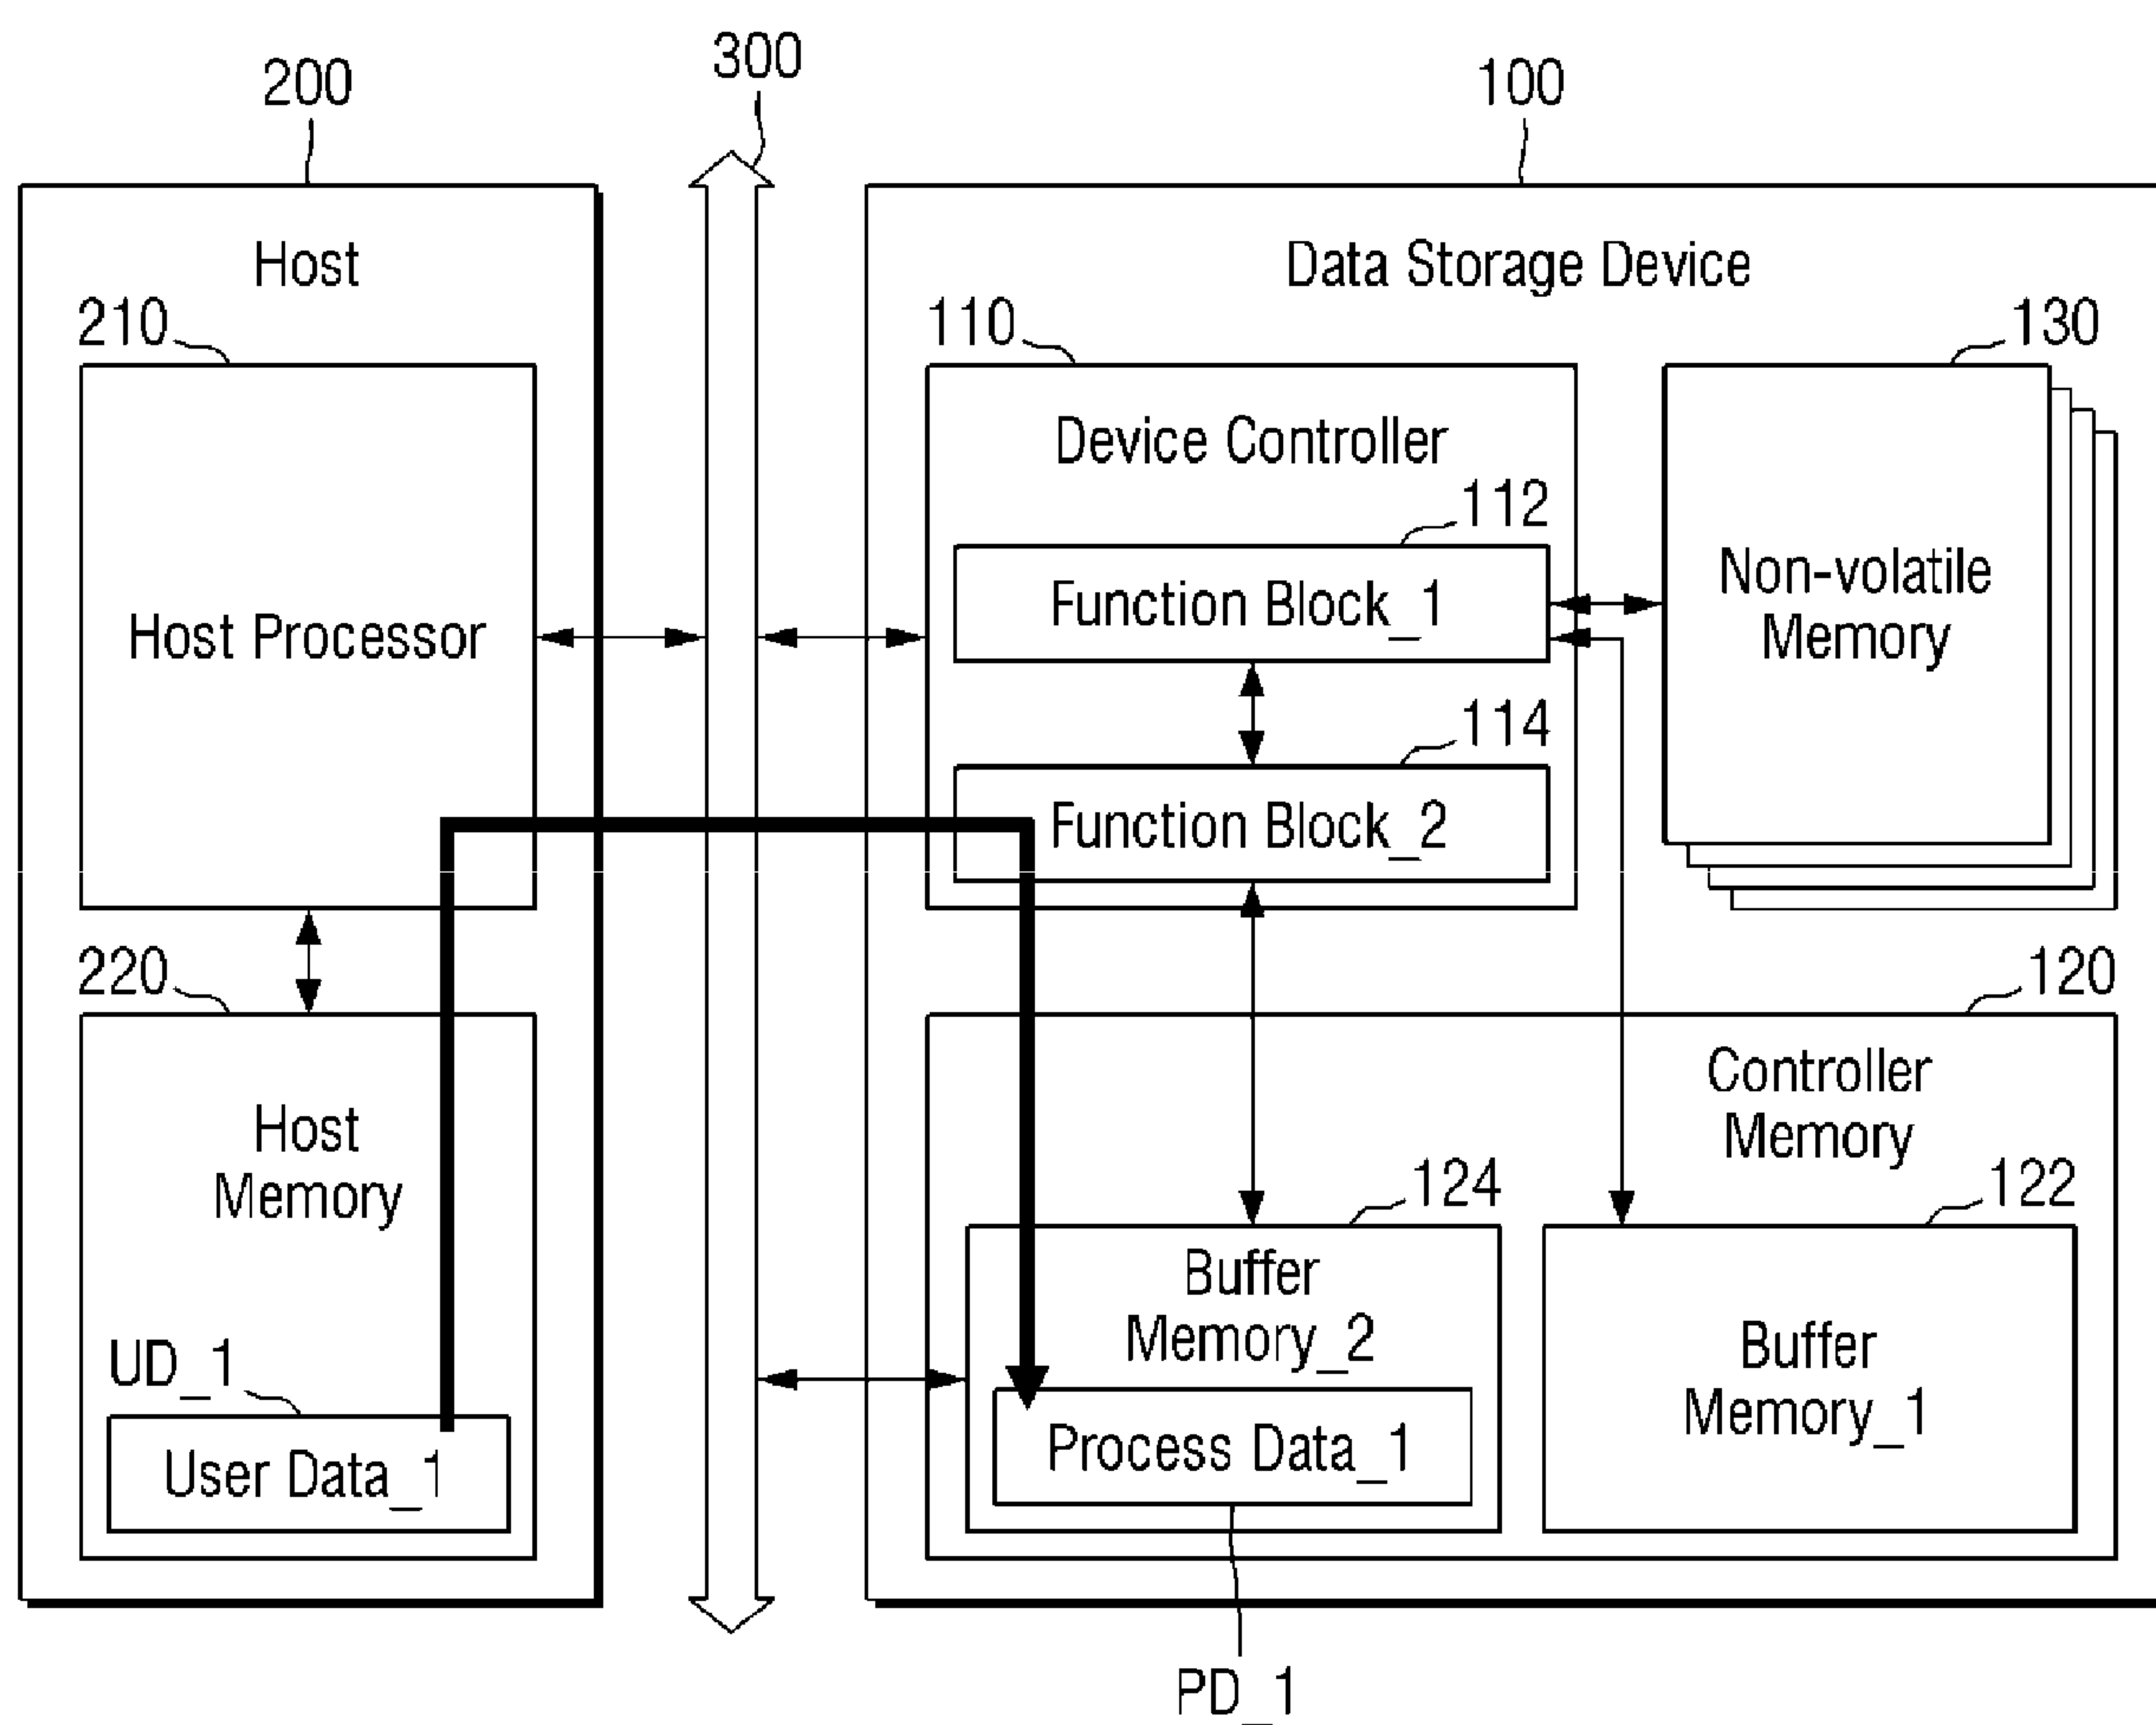 300
200
100
Host
Data Storage Device
210
110
130
Device Controller
112
Function Block_1
Non-volatile
Memory
Host Processor
114
Function Block_2
220
120
Controller
Memory
Host
Memory
124
122
Buffer
Memory_2
Buffer
Memory_1
UD_1
User Data_1
Process Data_1
PD_1